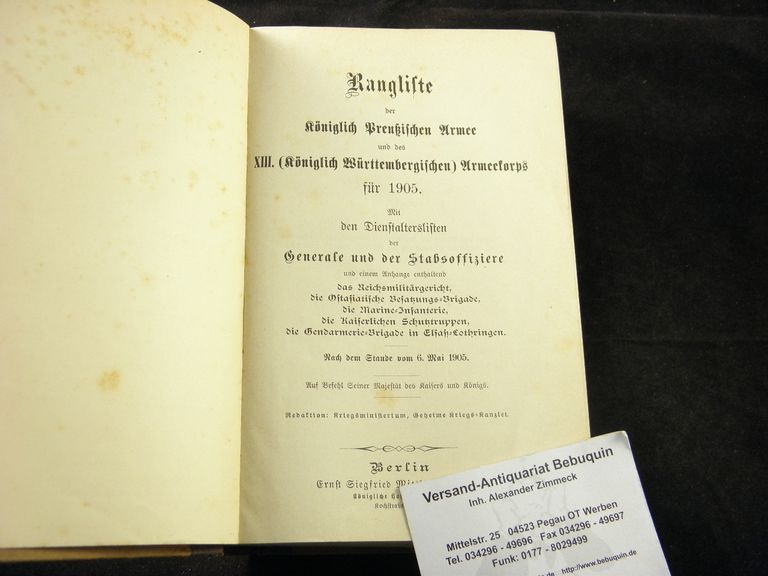 Rangliste
der
Königlich Preußischen Armee
und des
XIII. (Königlich Württembergischen) Armeekorps
für 1905.
Mit
den Dienstalterslisten
der
Generale und der Stabsoffiziere
und einem Anhange enthaltend
das Reichsmilitärgericht,
die Ostasiatische Besatzungs-Brigade,
die Marine-Infanterie,
die Kaiserlichen Schutztruppen,
die Gendarmerie-Brigade in Elsaß-Lothringen.
Nach dem Stande vom 6. Mai 1905.
Auf Befehl Seiner Majestät des Kaisers und Königs.
Redaktion: Kriegsministerium, Geheime Kriegs-Kanzlei.
Berlin
Ernst Siegfried
Königliche
Kochstraße
Versand-Antiquariat Bebuquin
Inh. Alexander Zimmeck
Mittelstr. 25 04523 Pegau OT Werben
Tel. 034296 - 49696 Fax 034296 - 49697
Funk: 0177 - 8029499
http://www.bebuquin.de